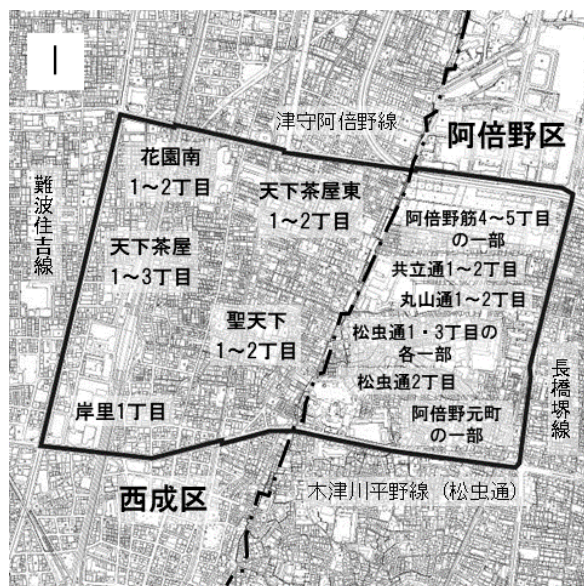 I
津守阿倍野線
阿倍野区
花園南
1～2丁目
天下茶屋東
1～2丁目
難波住吉線
阿倍野筋4～5丁目
の一部
天下茶屋
1～3丁目
共立通1～2丁目
丸山通1～2丁目
聖天下
1～2丁目
松虫通1・3丁目の
各一部
松虫通2丁目
長橋堺線
岸里1丁目
阿倍野元町
の一部
西成区
木津川平野線（松虫通）